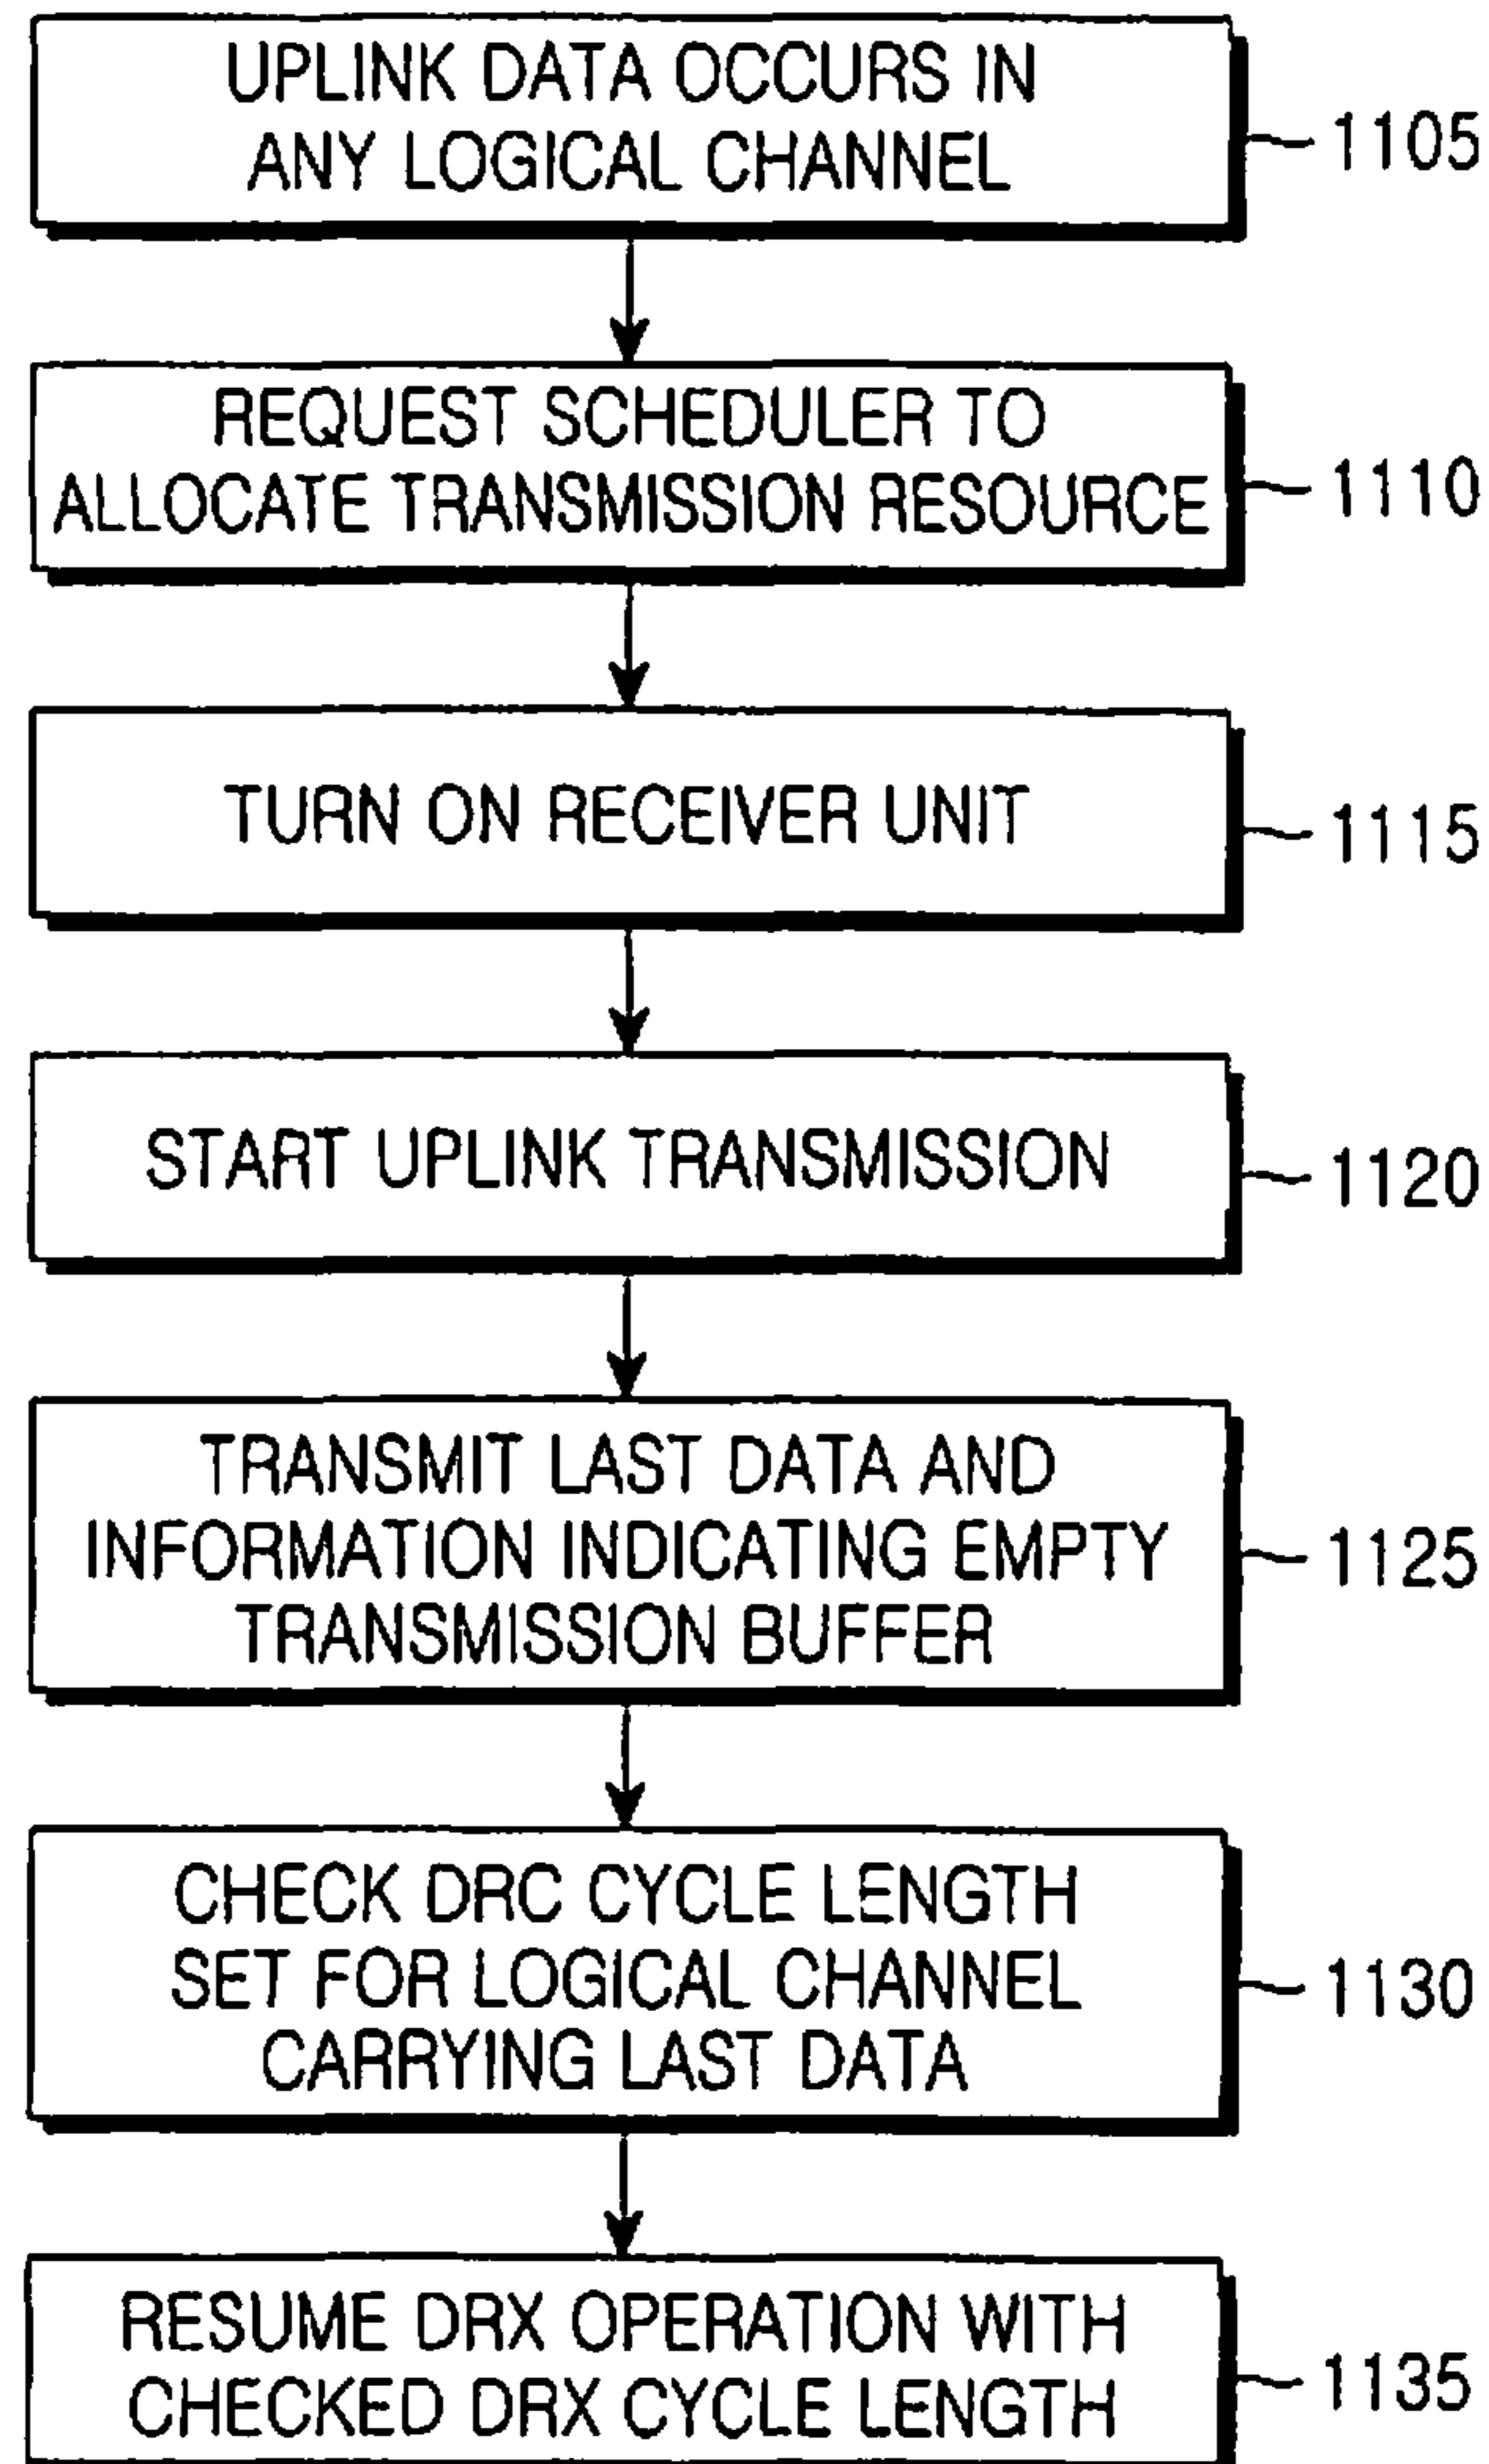 UPLINK DATA OCCURS IN
ANY LOGICAL CHANNEL
1105
REQUEST SCHEDULER TO
ALLOCATE TRANSMISSION RESOURCE
1110
TURN ON RECEIVER UNIT
1115
START UPLINK TRANSMISSION
1120
TRANSMIT LAST DATA AND
INFORMATION INDICATING EMPTY
TRANSMISSION BUFFER
1125
CHECK DRC CYCLE LENGTH
SET FOR LOGICAL CHANNEL
CARRYING LAST DATA
1130
RESUME DRX OPERATION WITH
CHECKED DRX CYCLE LENGTH
1135